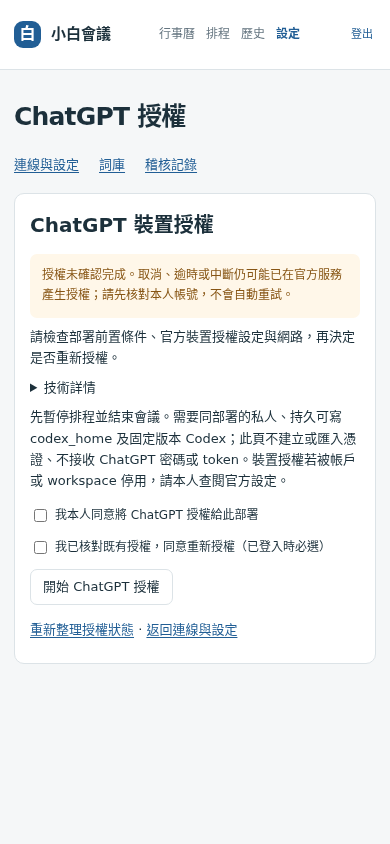 白 小白會議 行事曆 排程 歷史 設定 登出
ChatGPT 授權
連線與設定 詞庫 稽核記錄
ChatGPT 裝置授權
授權未確認完成。取消、逾時或中斷仍可能已在官方服務
產生授權；請先核對本人帳號，不會自動重試。
請檢查部署前置條件、官方裝置授權設定與網路，再決定
是否重新授權。
▶ 技術詳情
先暫停排程並結束會議。需要同部署的私人、持久可寫
codex_home 及固定版本 Codex；此頁不建立或匯入憑
證、不接收 ChatGPT 密碼或 token。裝置授權若被帳戶
或 workspace 停用，請本人查閱官方設定。
我本人同意將 ChatGPT 授權給此部署
我已核對既有授權，同意重新授權（已登入時必選）
開始 ChatGPT 授權
重新整理授權狀態 · 返回連線與設定